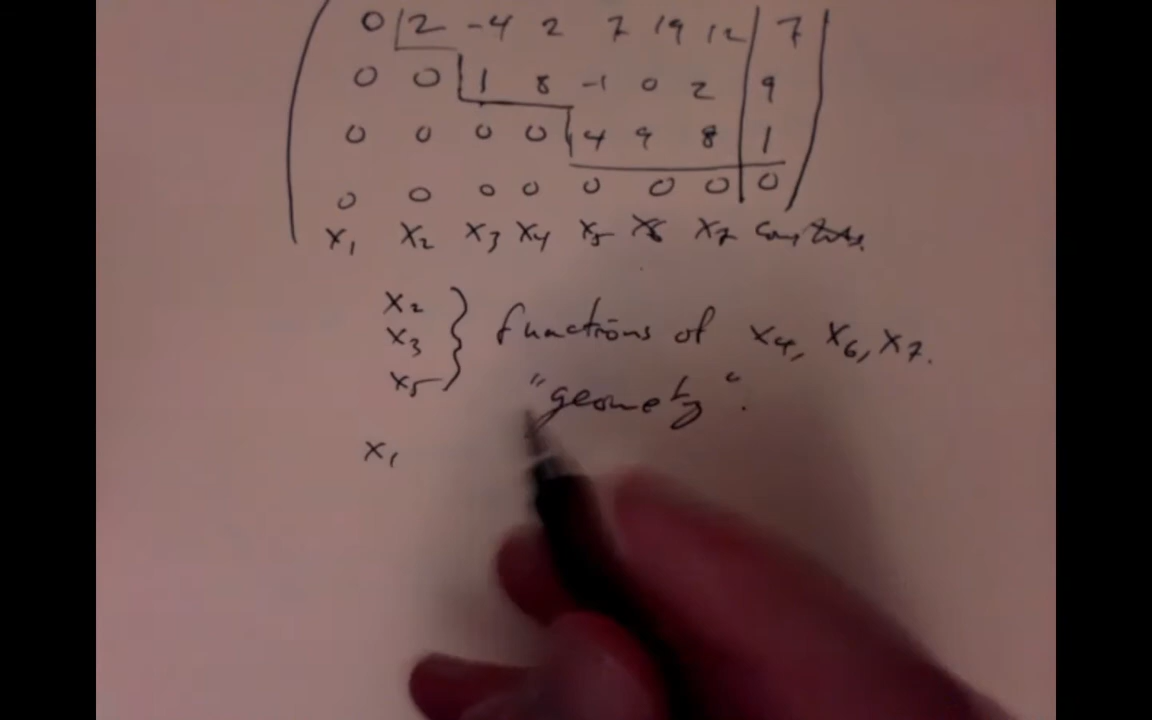 0 2 -4 2 7 19 12 7
0 0 1 8 -1 0 2 9
0 0 0 0 4 9 8 1
0 0 0 0 0 0 0 0
x₁ x₂ x₃ x₄ x₅ x₆ x₇
x₂
x₃ functions of x₄, x₆, x₇.
x₅ "geometry".
x₁